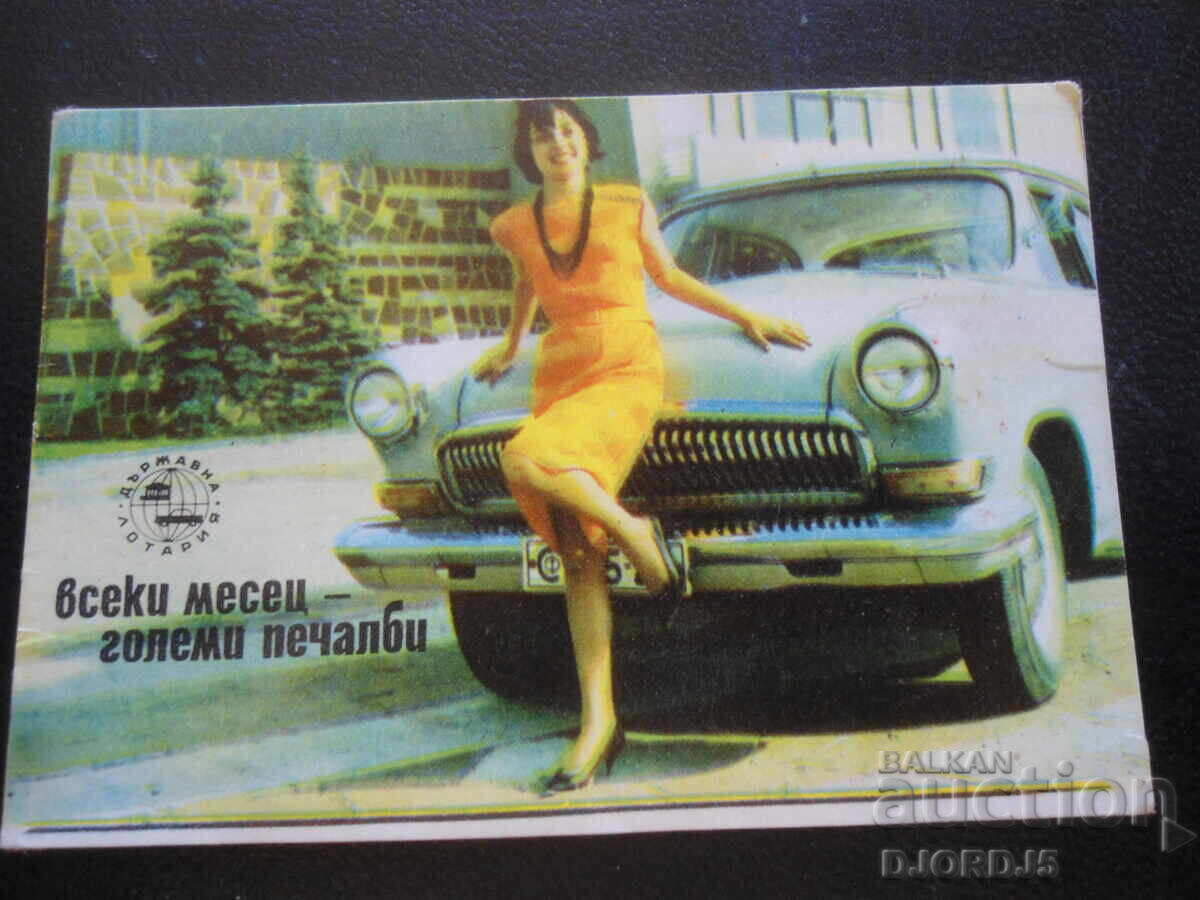 ДЪРЖАВНА ЛОТАРИЯ
всеки месец –
големи печалби
BALKAN
auction
DJORDJ5